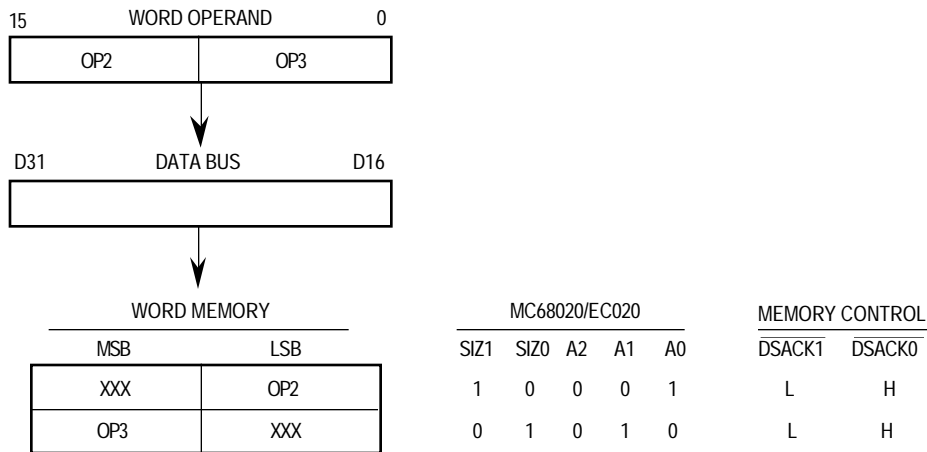 15 WORD OPERAND 0
OP2 OP3
D31 DATA BUS D16
WORD MEMORY MC68020/EC020 MEMORY CONTROL
MSB LSB SIZ1 SIZ0 A2 A1 A0 DSACK1 DSACK0
XXX OP2 1 0 0 0 1 L H
OP3 XXX 0 1 0 1 0 L H